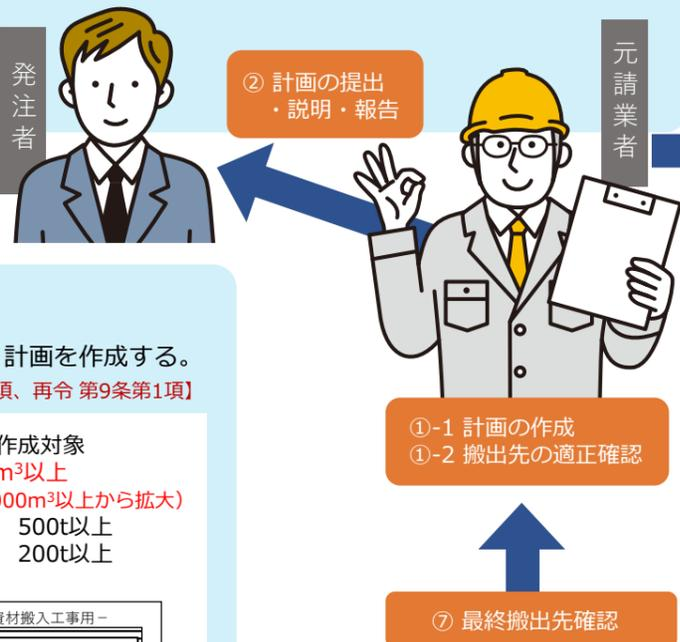 発注者
② 計画の提出
・説明・報告
元請業者
計画を作成する。
項、再令 第9条第1項】
作成対象
m³以上
000m³以上から拡大）
500t以上
200t以上
資材搬入工事用－
①-1 計画の作成
①-2 搬出先の適正確認
⑦ 最終搬出先確認